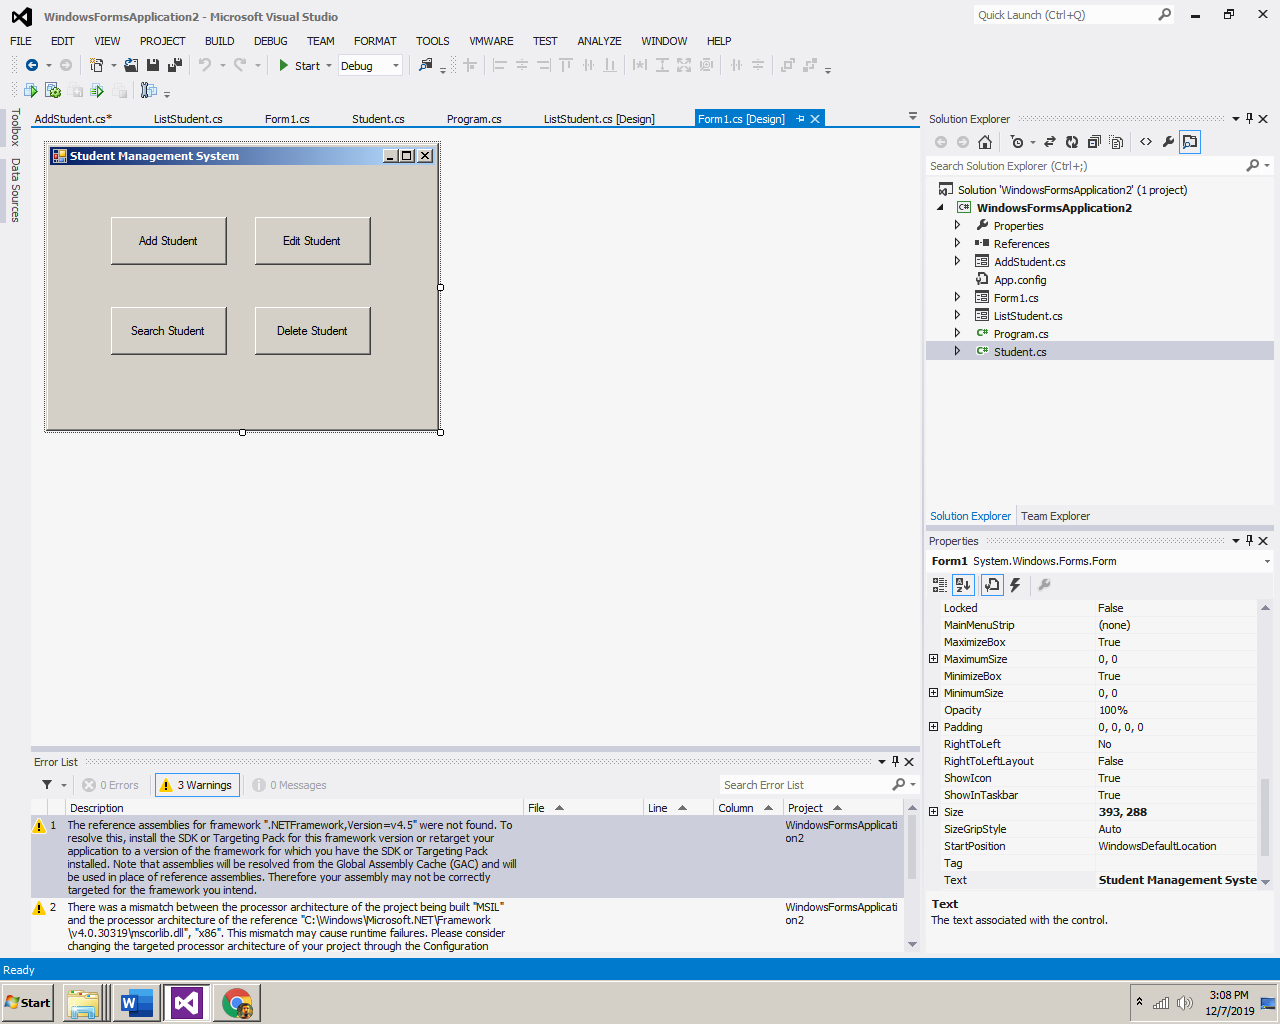 WindowsFormsApplication2 - Microsoft Visual Studio
Quick Launch (Ctrl+Q)
FILE EDIT VIEW PROJECT BUILD DEBUG TEAM FORMAT TOOLS VMWARE TEST ANALYZE WINDOW HELP
Start Debug
Toolbox
Data Sources
AddStudent.cs* ListStudent.cs Form1.cs Student.cs Program.cs ListStudent.cs [Design] Form1.cs [Design]
Student Management System
Add Student Edit Student
Search Student Delete Student
Solution Explorer
Search Solution Explorer (Ctrl+;)
Solution 'WindowsFormsApplication2' (1 project)
C# WindowsFormsApplication2
Properties
References
AddStudent.cs
App.config
Form1.cs
ListStudent.cs
C# Program.cs
C# Student.cs
Solution Explorer Team Explorer
Properties
Form1 System.Windows.Forms.Form
Locked False
MainMenuStrip (none)
MaximizeBox True
MaximumSize 0, 0
MinimizeBox True
MinimumSize 0, 0
Opacity 100%
Padding 0, 0, 0, 0
RightToLeft No
RightToLeftLayout False
ShowIcon True
ShowInTaskbar True
Size 393, 288
SizeGripStyle Auto
StartPosition WindowsDefaultLocation
Tag
Text Student Management Syste
Text
The text associated with the control.
Error List
0 Errors 3 Warnings 0 Messages
Search Error List
Description File Line Column Project
1 The reference assemblies for framework ".NETFramework,Version=v4.5" were not found. To
resolve this, install the SDK or Targeting Pack for this framework version or retarget your
application to a version of the framework for which you have the SDK or Targeting Pack
installed. Note that assemblies will be resolved from the Global Assembly Cache (GAC) and will
be used in place of reference assemblies. Therefore your assembly may not be correctly
targeted for the framework you intend.
WindowsFormsApplicati
on2
2 There was a mismatch between the processor architecture of the project being built "MSIL"
and the processor architecture of the reference "C:\Windows\Microsoft.NET\Framework
\v4.0.30319\mscorlib.dll", "x86". This mismatch may cause runtime failures. Please consider
changing the targeted processor architecture of your project through the Configuration
WindowsFormsApplicati
on2
Ready
Start
3:08 PM
12/7/2019